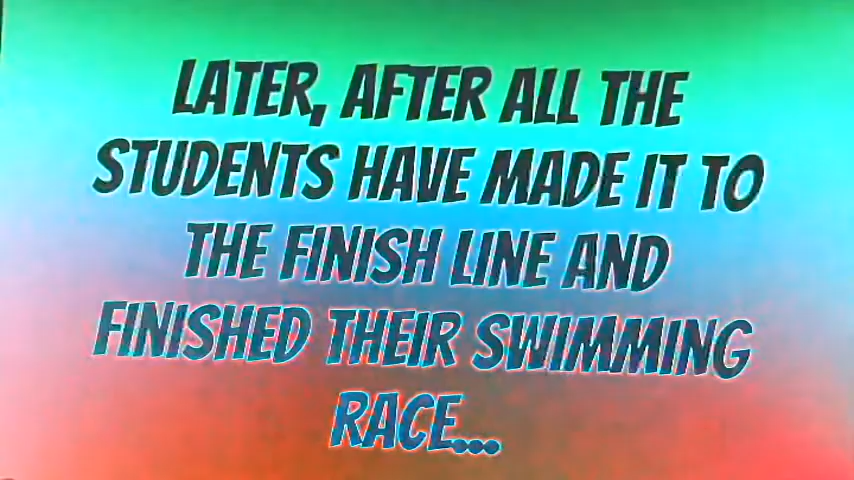 LATER, AFTER ALL THE
STUDENTS HAVE MADE IT TO
THE FINISH LINE AND
FINISHED THEIR SWIMMING
RACE...